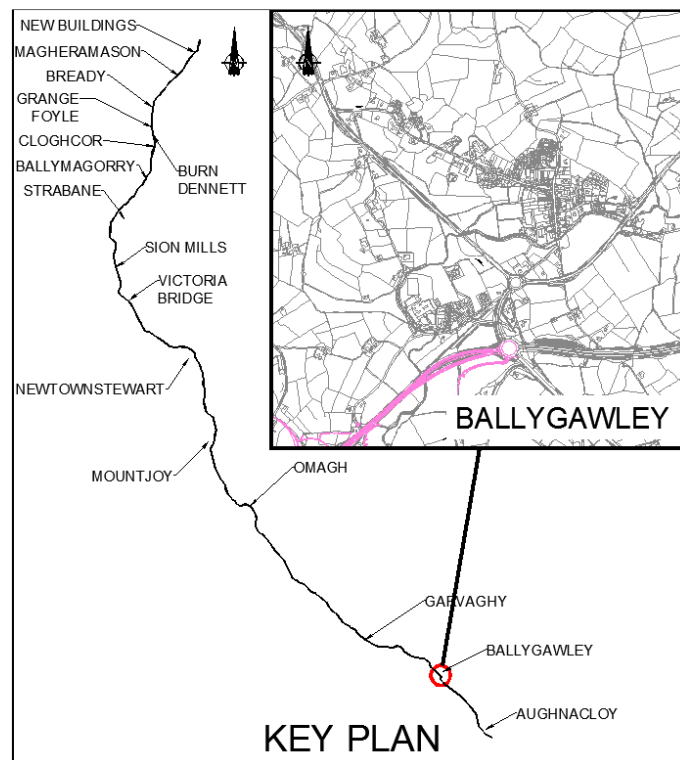 NEW BUILDINGS
MAGHERAMASON
BREADY
GRANGE
FOYLE
CLOGHCOR
BURN
DENNETT
BALLYMAGORRY
STRABANE
SION MILLS
VICTORIA
BRIDGE
NEWTOWNSTEWART
MOUNTJOY
OMAGH
BALLYGAWLEY
GARVAGHY
BALLYGAWLEY
AUGHNACLOY
KEY PLAN